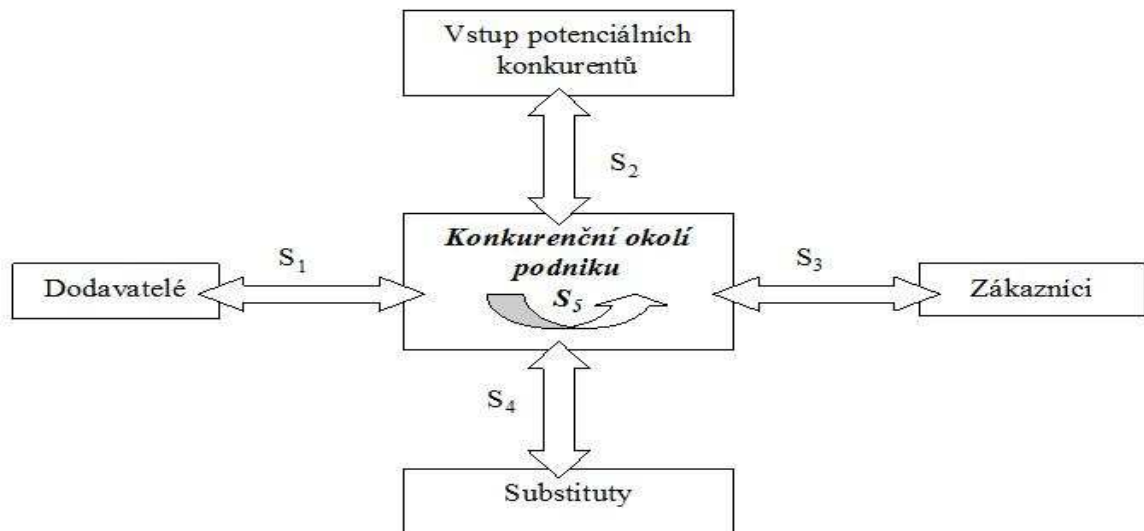 Vstup potenciálních
konkurentů
S₂
Konkurenční okolí
podniku
S₅
S₁
Dodavatelé
S₃
Zákazníci
S₄
Substituty